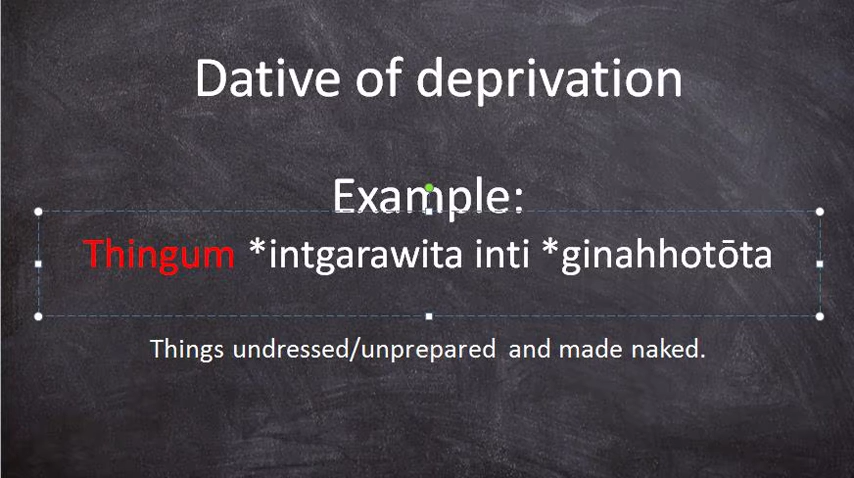 Dative of deprivation
Example:
Thingum *intgarawita inti *ginahhotōta
Things undressed/unprepared and made naked.